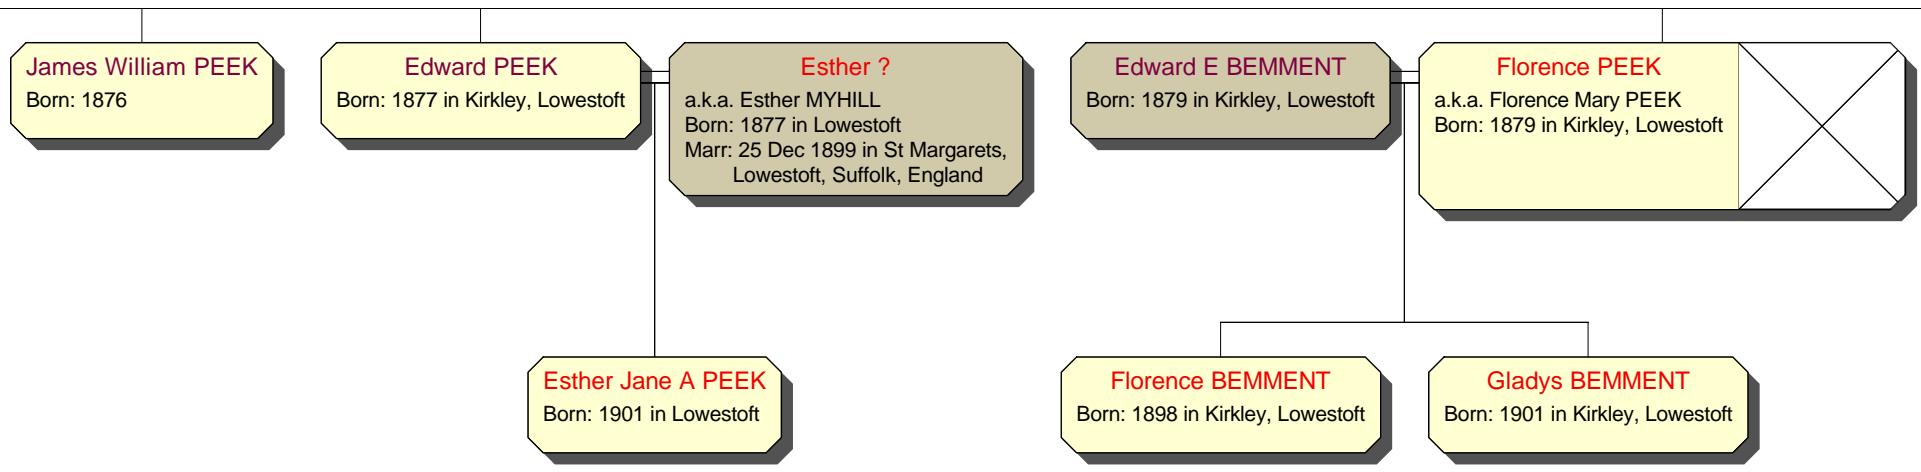 James William PEEK
Born: 1876
Edward PEEK
Born: 1877 in Kirkley, Lowestoft
Esther ?
a.k.a. Esther MYHILL
Born: 1877 in Lowestoft
Marr: 25 Dec 1899 in St Margarets,
Lowestoft, Suffolk, England
Edward E BEMMENT
Born: 1879 in Kirkley, Lowestoft
Florence PEEK
a.k.a. Florence Mary PEEK
Born: 1879 in Kirkley, Lowestoft
Esther Jane A PEEK
Born: 1901 in Lowestoft
Florence BEMMENT
Born: 1898 in Kirkley, Lowestoft
Gladys BEMMENT
Born: 1901 in Kirkley, Lowestoft